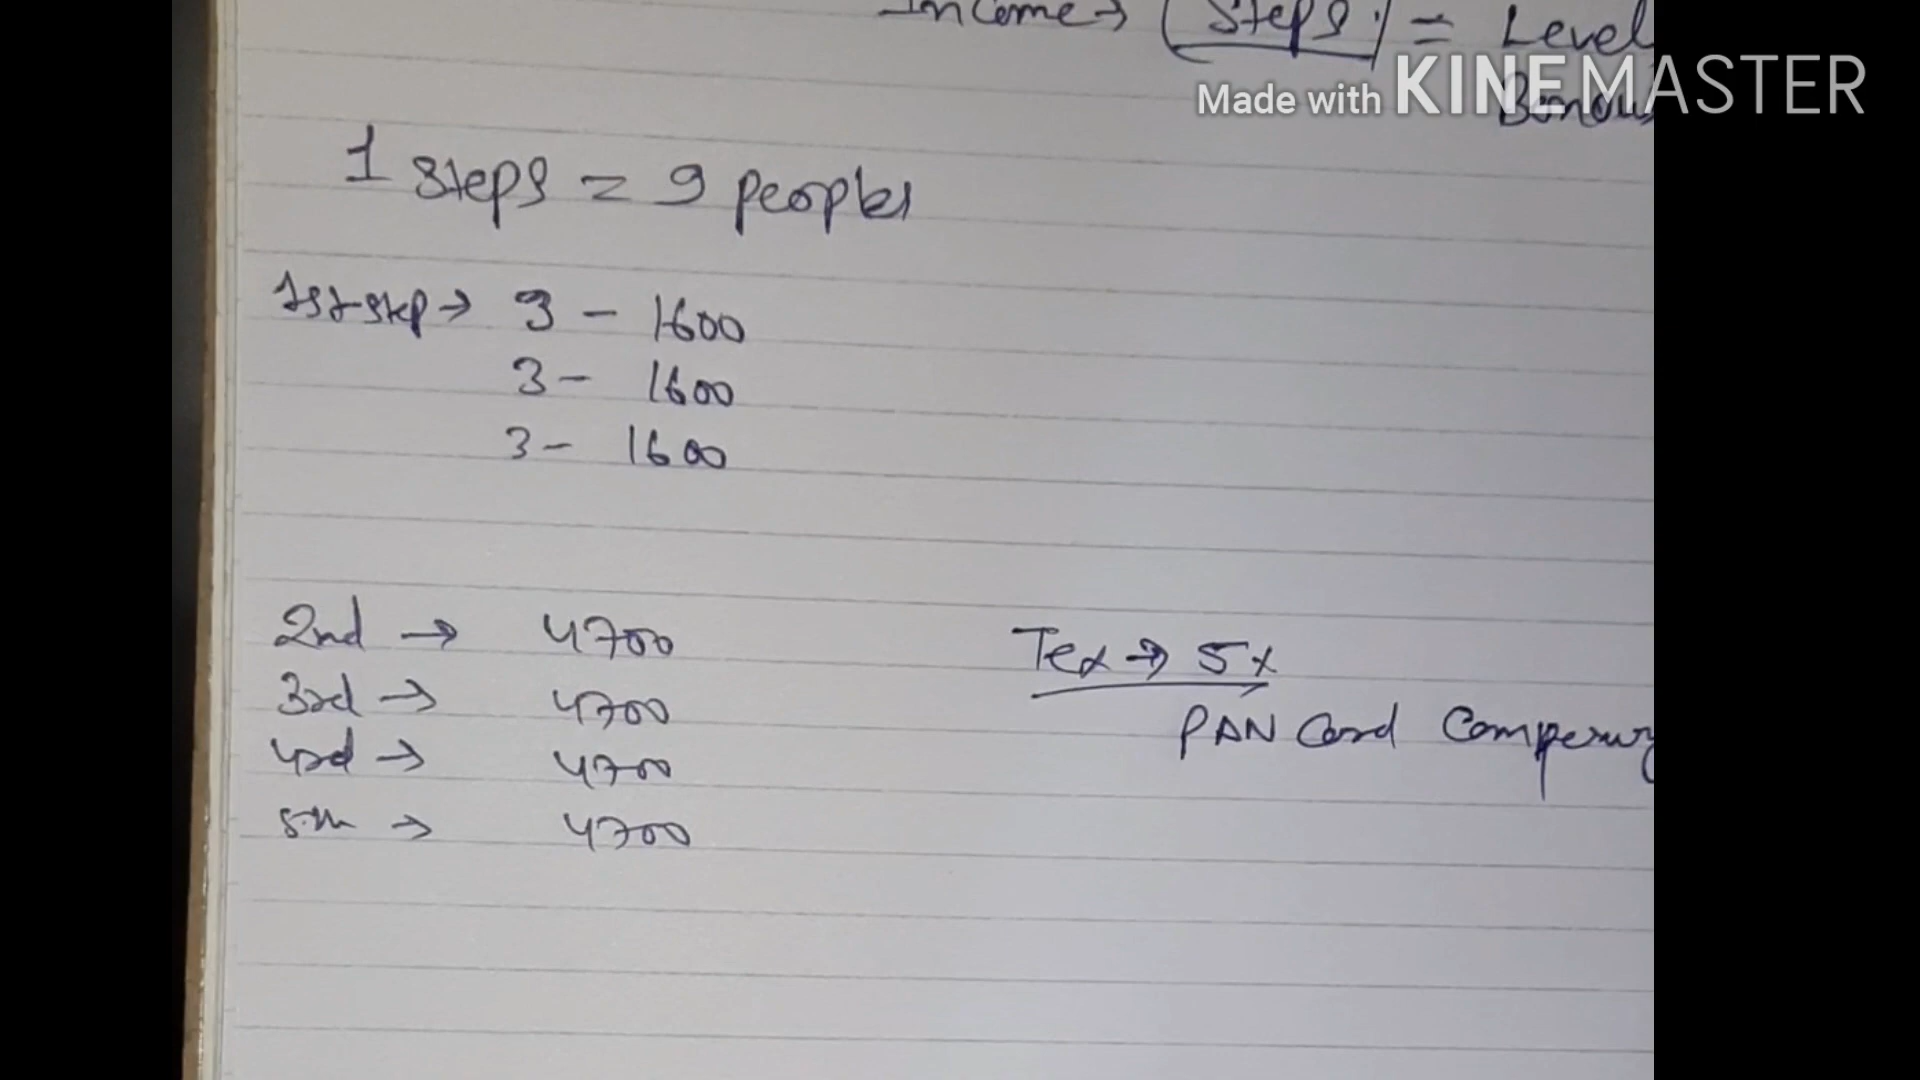 Income → (Steps) = Level
Made with KINEMASTER
Bonous
1 steps = 9 peoples
1st step → 3 - 1600
3 - 1600
3 - 1600
2nd → 4700
3rd → 4700
4rd → 4700
5th → 4700
Tex → 5%
PAN Card